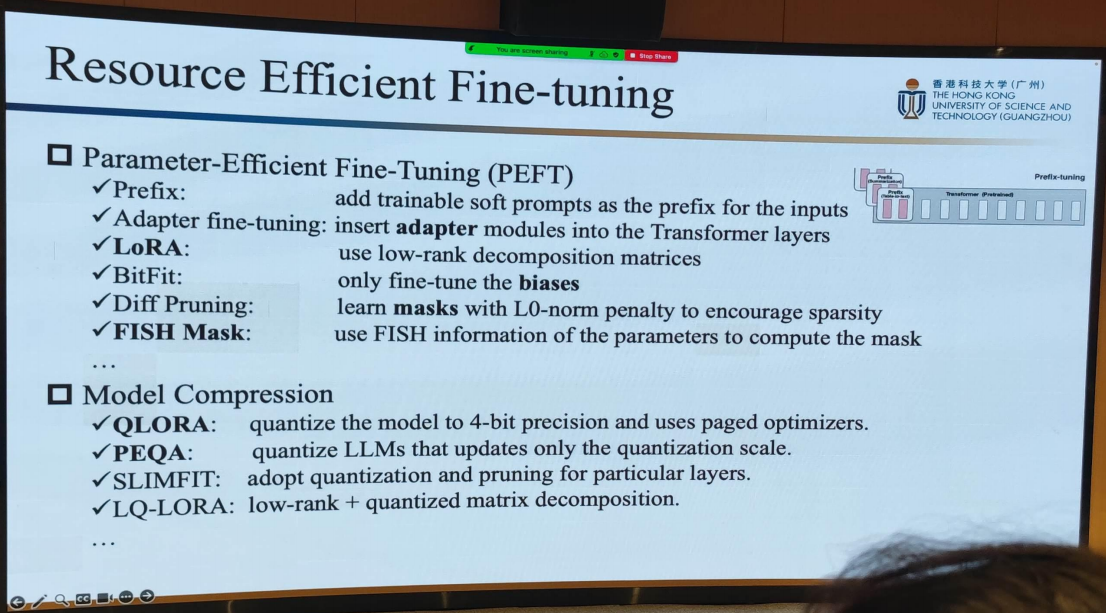 You are screen sharing
Stop Share
Resource Efficient Fine-tuning
香港科技大学(广州)
THE HONG KONG
UNIVERSITY OF SCIENCE AND
TECHNOLOGY (GUANGZHOU)
Parameter-Efficient Fine-Tuning (PEFT)
Prefix-tuning
Prefix
Prefix
Transformer (Pretrained)
✓Prefix: add trainable soft prompts as the prefix for the inputs
✓Adapter fine-tuning: insert adapter modules into the Transformer layers
✓LoRA: use low-rank decomposition matrices
✓BitFit: only fine-tune the biases
✓Diff Pruning: learn masks with L0-norm penalty to encourage sparsity
✓FISH Mask: use FISH information of the parameters to compute the mask
…
Model Compression
✓QLORA: quantize the model to 4-bit precision and uses paged optimizers.
✓PEQA: quantize LLMs that updates only the quantization scale.
✓SLIMFIT: adopt quantization and pruning for particular layers.
✓LQ-LORA: low-rank + quantized matrix decomposition.
…